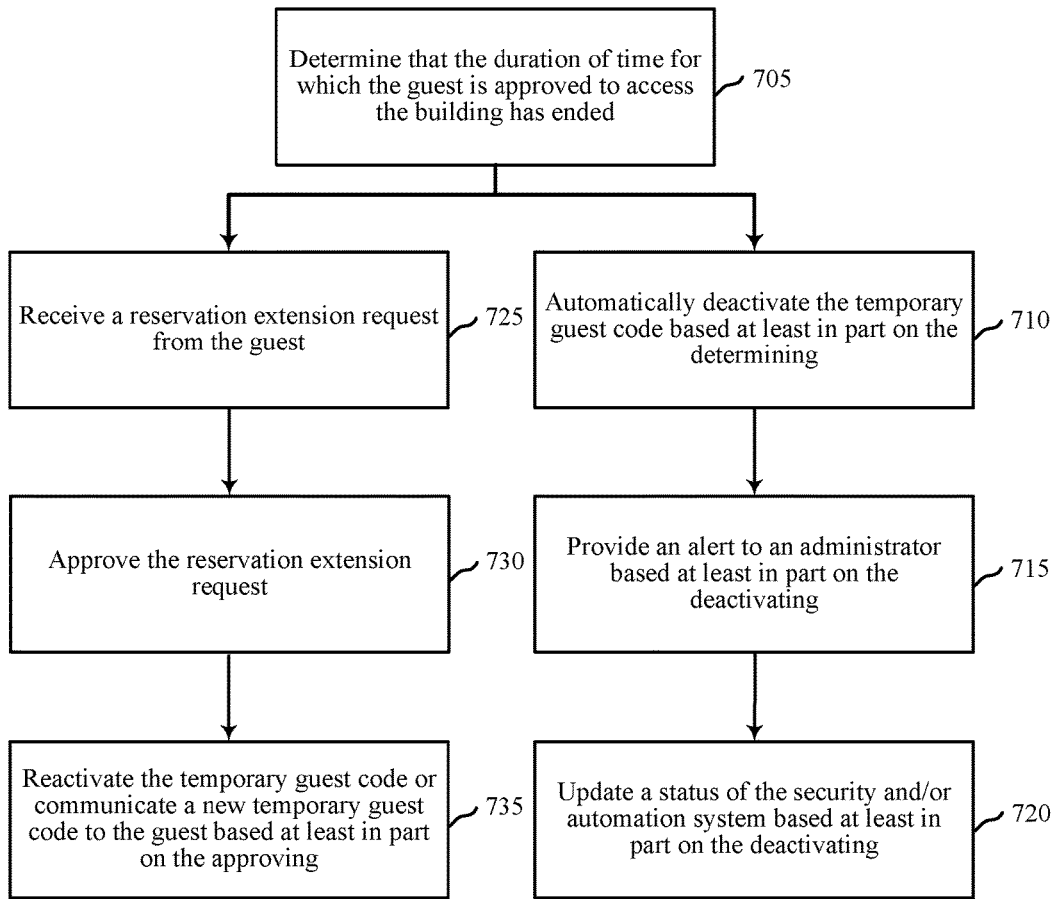 Determine that the duration of time for
which the guest is approved to access
the building has ended
705
Receive a reservation extension request
from the guest
725
Automatically deactivate the temporary
guest code based at least in part on the
determining
710
Approve the reservation extension
request
730
Provide an alert to an administrator
based at least in part on the
deactivating
715
Reactivate the temporary guest code or
communicate a new temporary guest
code to the guest based at least in part
on the approving
735
Update a status of the security and/or
automation system based at least in
part on the deactivating
720